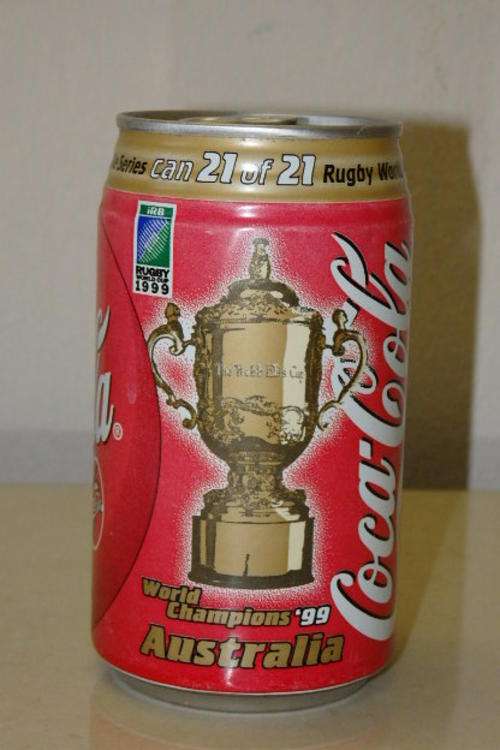 Series can 21 of 21 Rugby Wor
iRB
RUGBY
WORLD CUP
1999
The Webb Ellis Cup
Coca-Cola
World
Champions '99
Australia